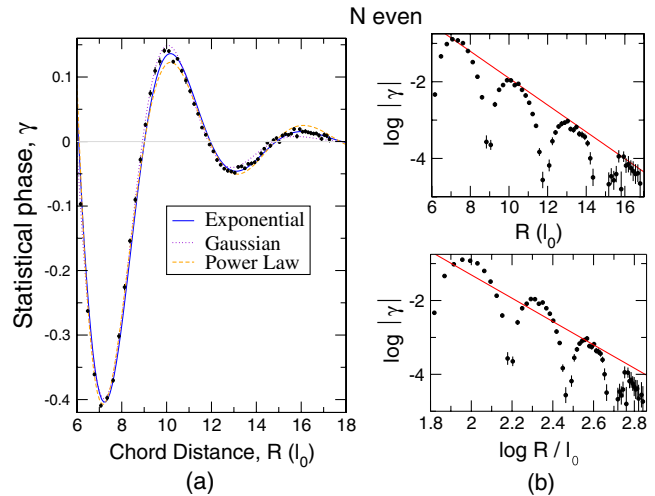 N even
0.1
0
-0.1
-0.2
-0.3
-0.4
Statistical phase, γ
Exponential
Gaussian
Power Law
6 8 10 12 14 16 18
Chord Distance, R (l₀)
(a)
-2
-4
log |γ|
6 8 10 12 14 16
R (l₀)
-2
-4
log |γ|
1.8 2 2.2 2.4 2.6 2.8
log R / l₀
(b)